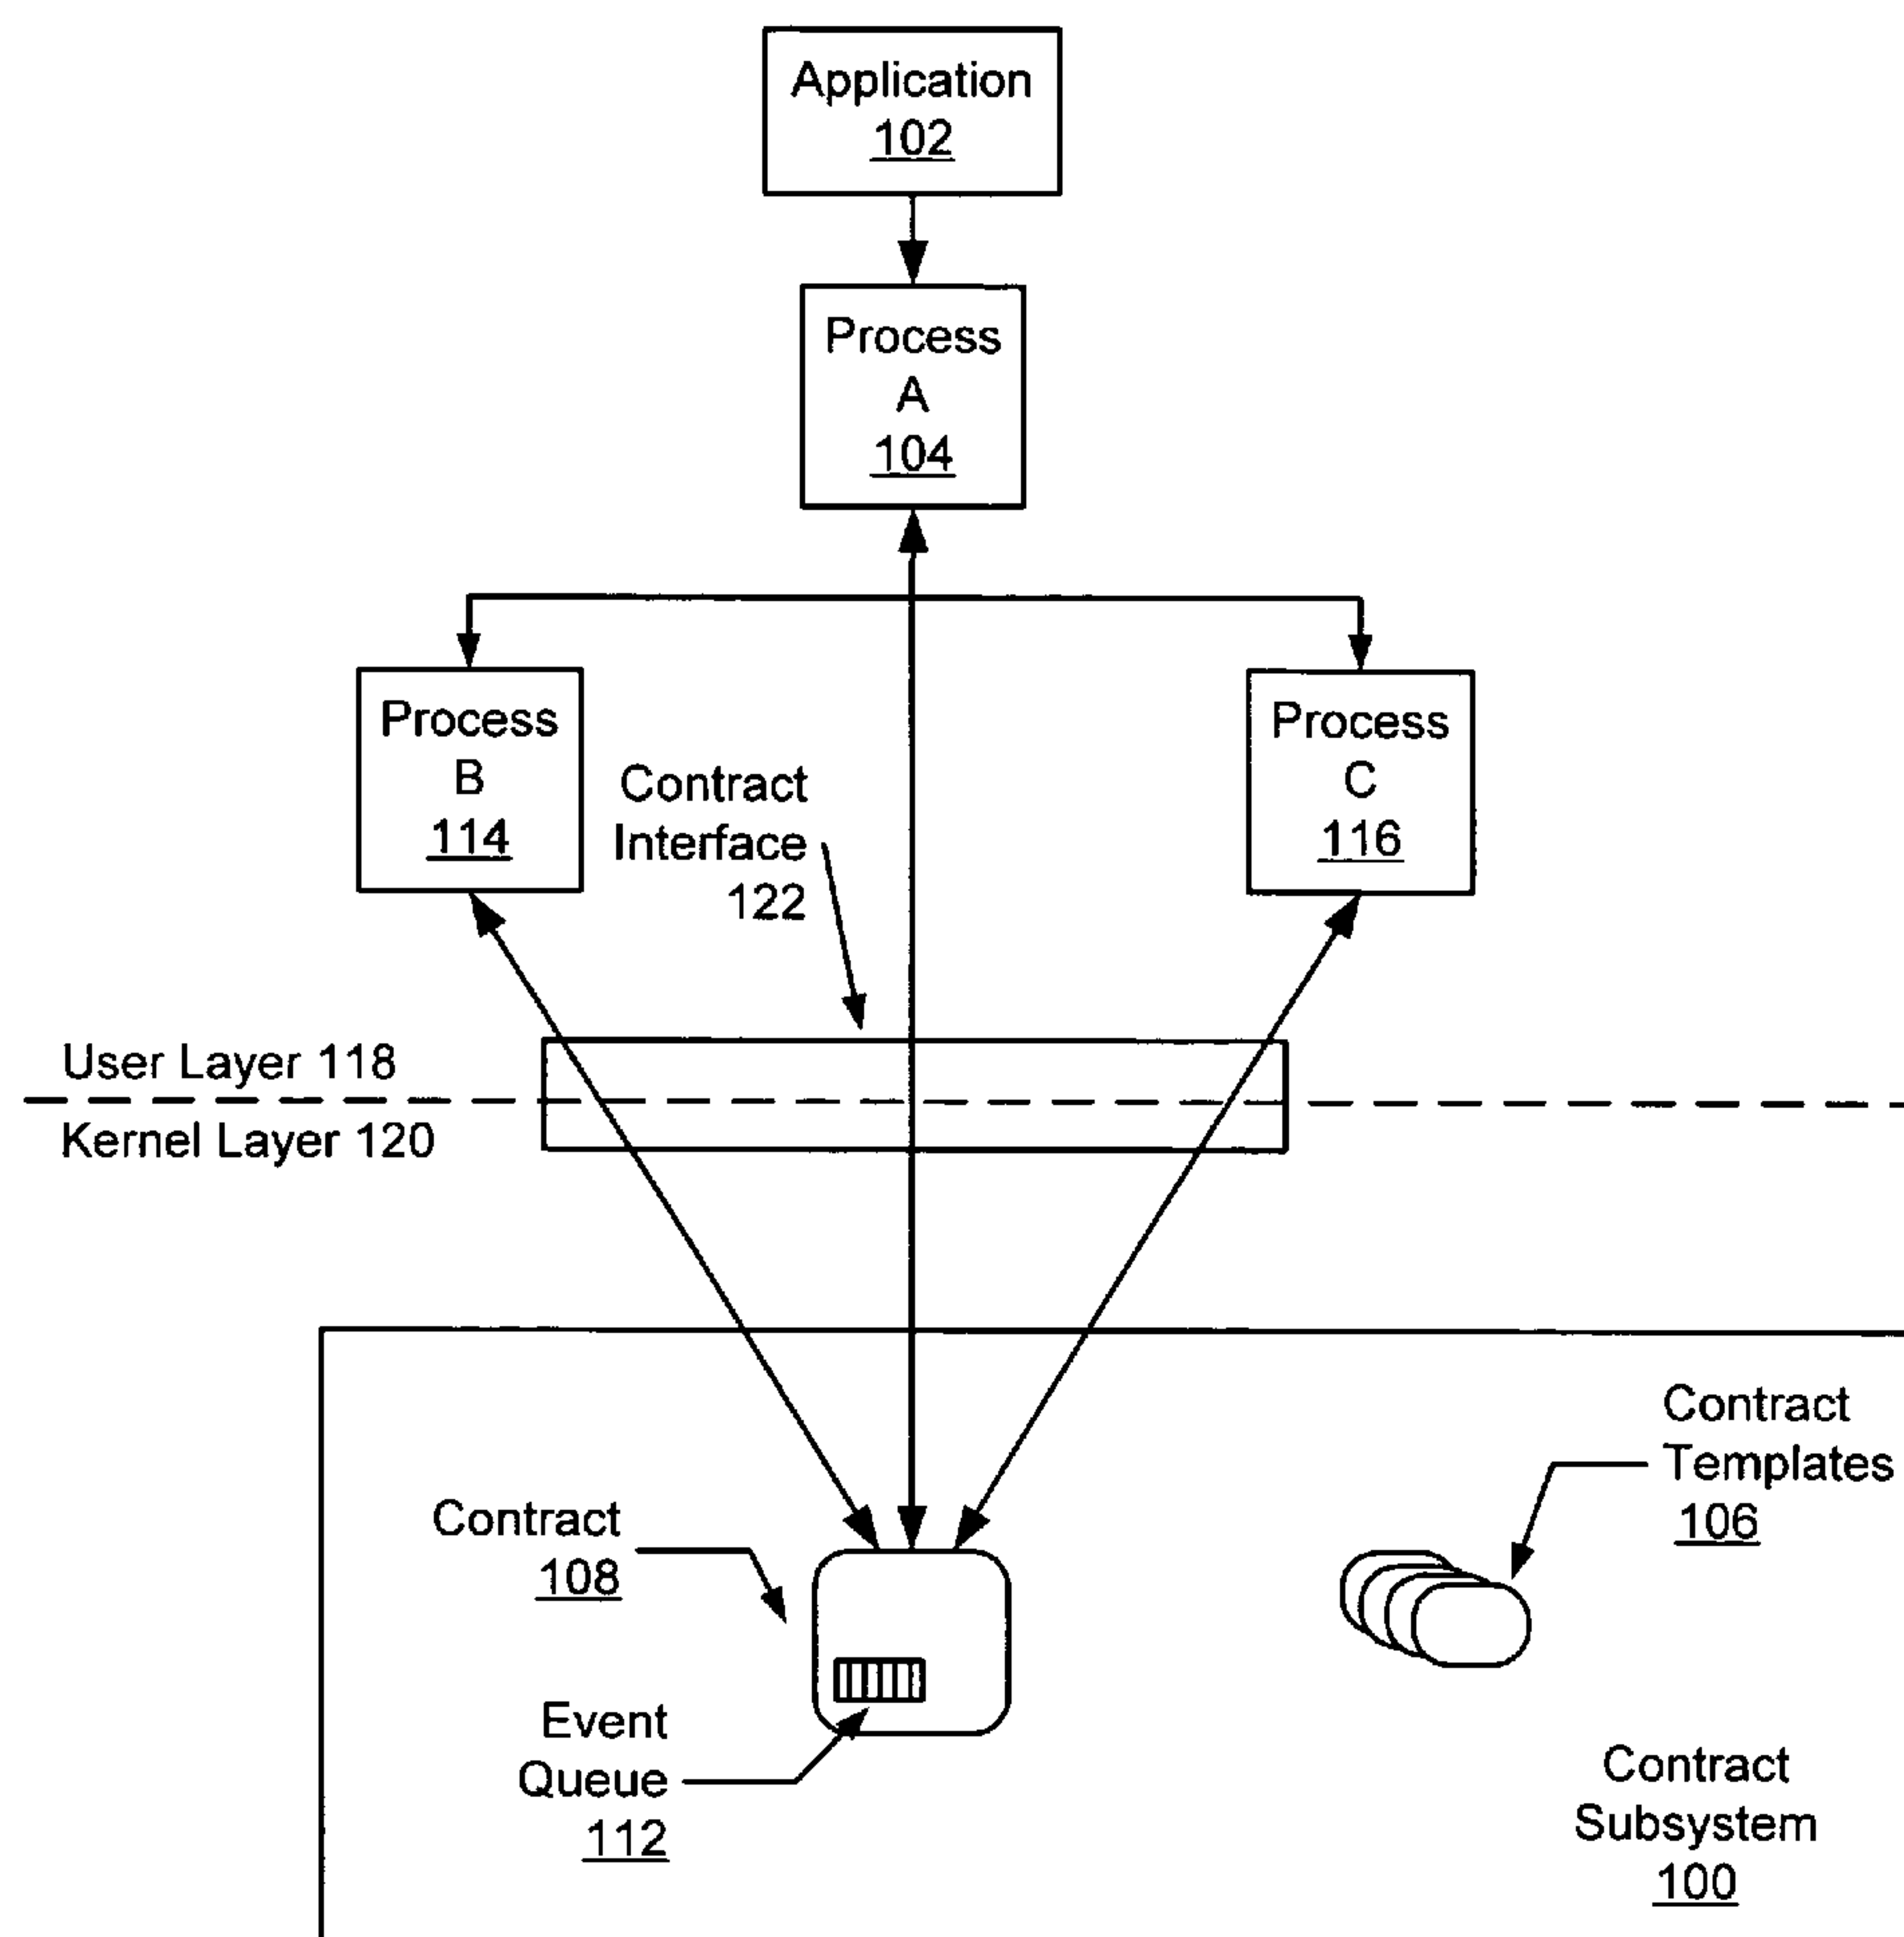 Application
102
Process
A
104
Process
B
114
Process
C
116
Contract
Interface
122
User Layer 118
Kernel Layer 120
Contract
Templates
106
Contract
108
Event
Queue
112
Contract
Subsystem
100